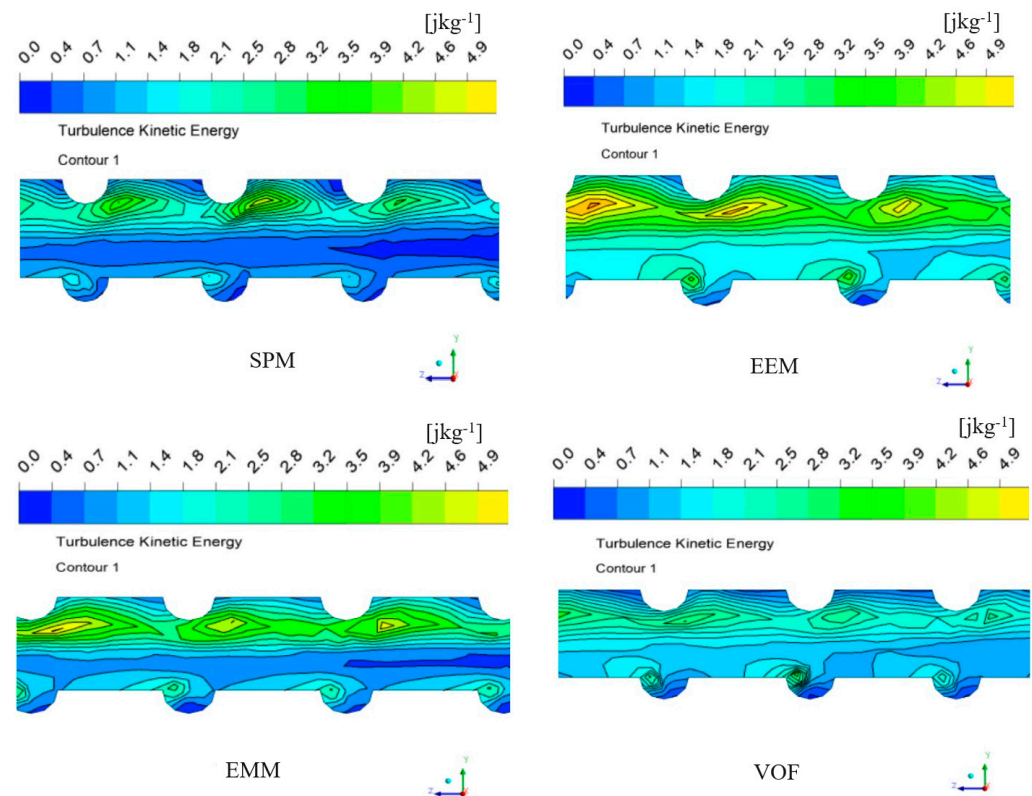 [jkg⁻¹]
0.0 0.4 0.7 1.1 1.4 1.8 2.1 2.5 2.8 3.2 3.5 3.9 4.2 4.6 4.9
Turbulence Kinetic Energy
Contour 1
SPM
Y
Z
X
[jkg⁻¹]
0.0 0.4 0.7 1.1 1.4 1.8 2.1 2.5 2.8 3.2 3.5 3.9 4.2 4.6 4.9
Turbulence Kinetic Energy
Contour 1
EEM
Y
Z
X
[jkg⁻¹]
0.0 0.4 0.7 1.1 1.4 1.8 2.1 2.5 2.8 3.2 3.5 3.9 4.2 4.6 4.9
Turbulence Kinetic Energy
Contour 1
EMM
Y
Z
X
[jkg⁻¹]
0.0 0.4 0.7 1.1 1.4 1.8 2.1 2.5 2.8 3.2 3.5 3.9 4.2 4.6 4.9
Turbulence Kinetic Energy
Contour 1
VOF
Y
Z
X